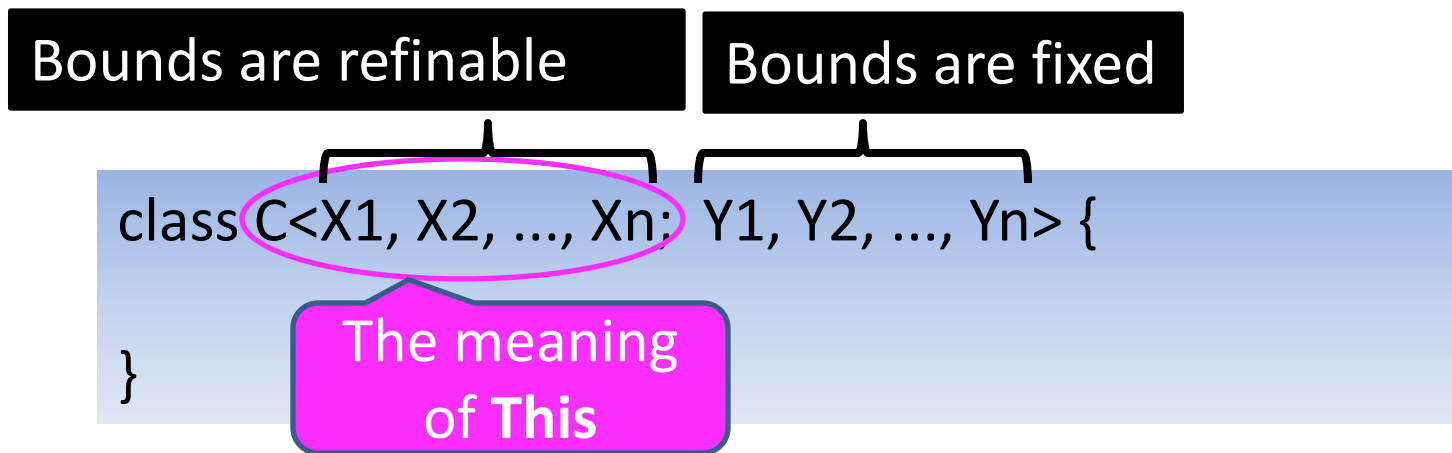 Bounds are refinable
Bounds are fixed
class C<X1, X2, ..., Xn; Y1, Y2, ..., Yn> {
The meaning
of This
}